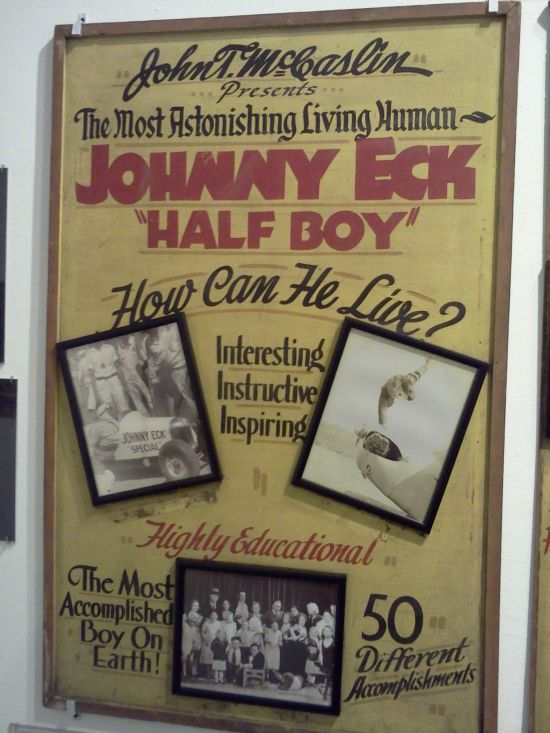 John T. McCaslin
Presents
The Most Astonishing Living Human
JOHNNY ECK
"HALF BOY"
How Can He Live?
Interesting
Instructive
Inspiring
JOHNNY ECK
SPECIAL
Highly Educational
The Most
Accomplished
Boy On
Earth!
50
Different
Accomplishments